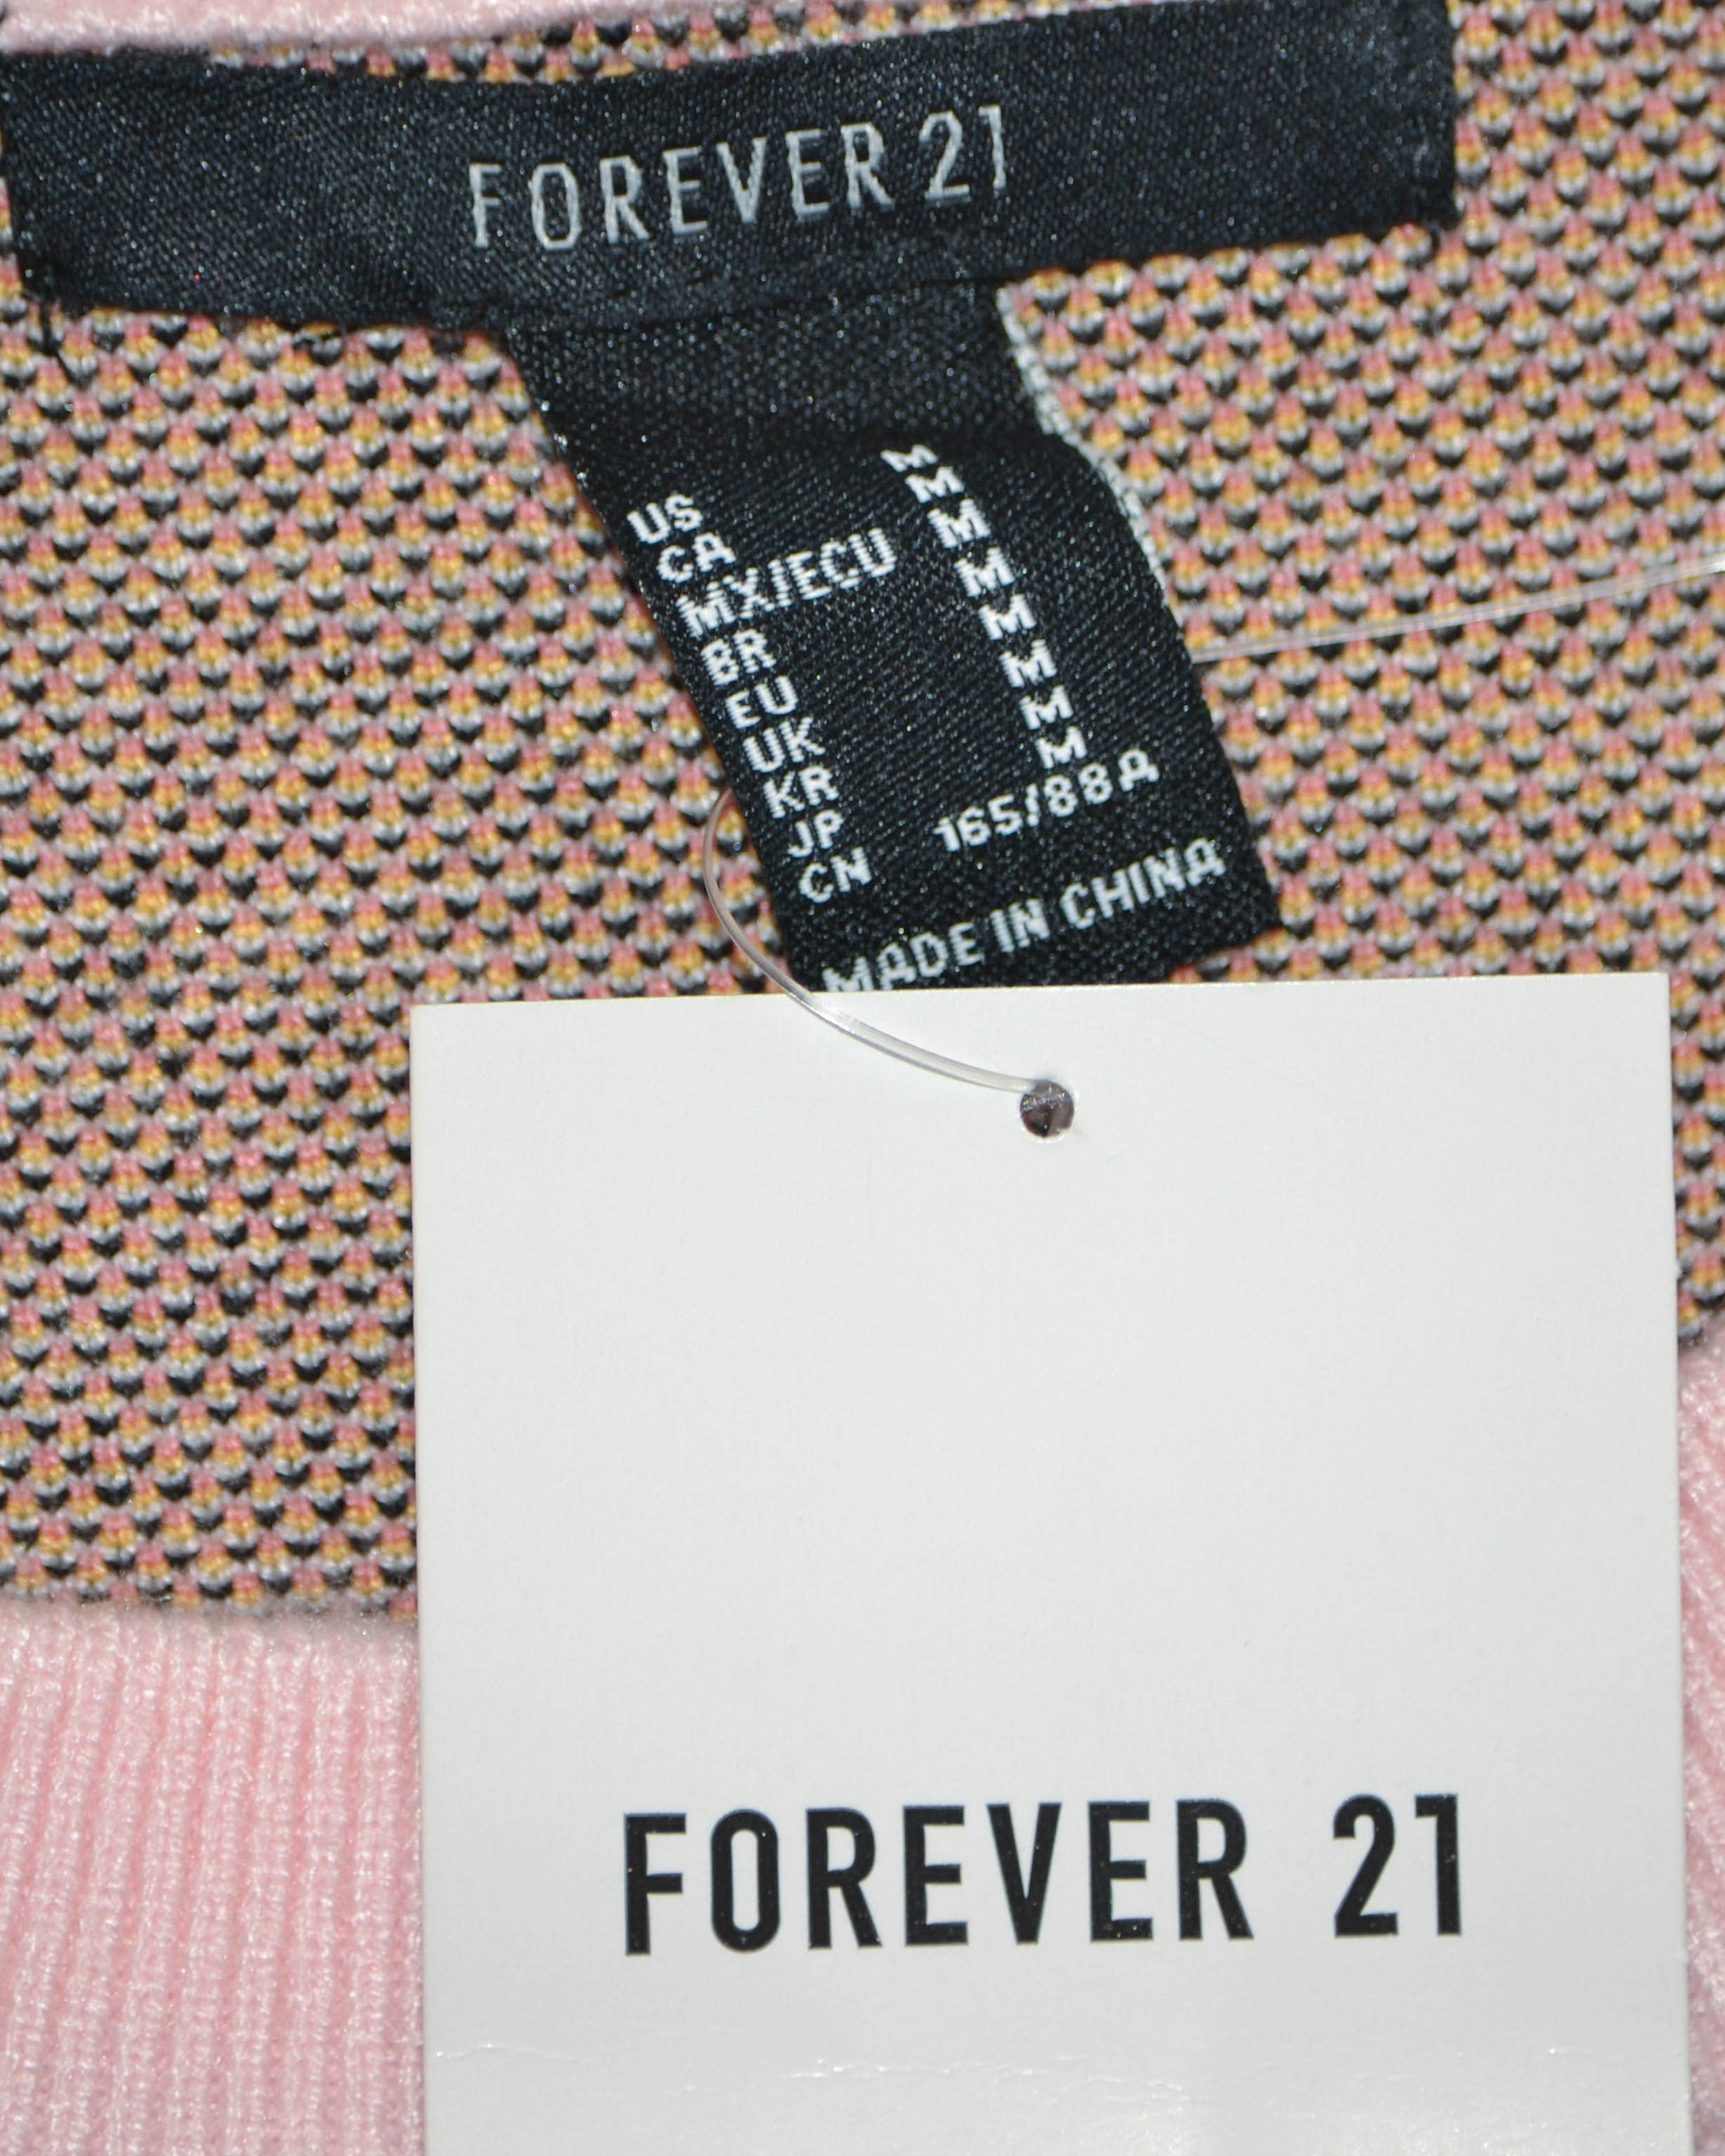 FOREVER 21
US M
CA M
MX/ECU M
BR M
EU M
UK M
KR M
JP M
CN 165/88A
MADE IN CHINA
FOREVER 21